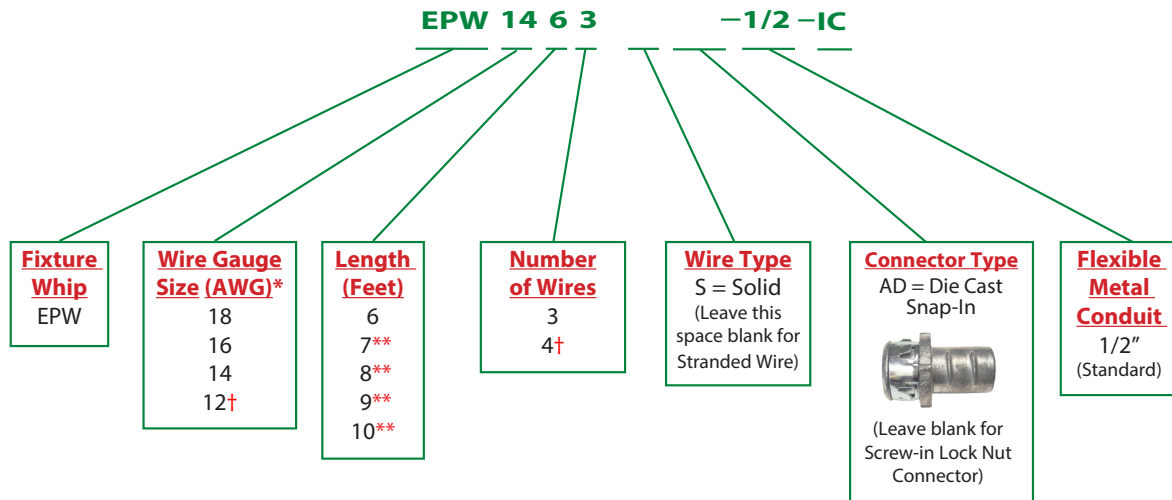 EPW 14 6 3 –1/2 –IC
Fixture
Whip
EPW
Wire Gauge
Size (AWG)*
18
16
14
12†
Length
(Feet)
6
7**
8**
9**
10**
Number
of Wires
3
4†
Wire Type
S = Solid
(Leave this
space blank for
Stranded Wire)
Connector Type
AD = Die Cast
Snap-In
(Leave blank for
Screw-in Lock Nut
Connector)
Flexible
Metal
Conduit
1/2"
(Standard)